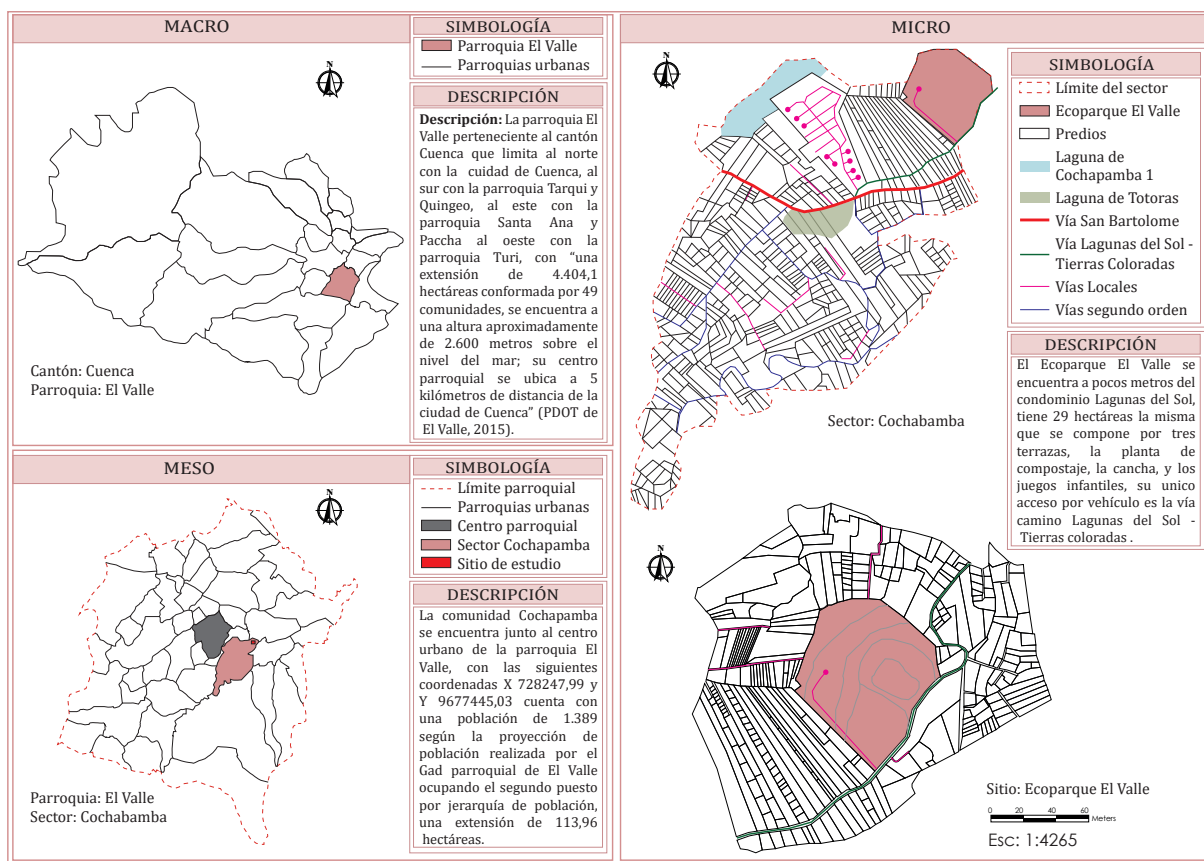 MACRO
N
Cantón: Cuenca
Parroquia: El Valle
SIMBOLOGÍA
Parroquia El Valle
Parroquias urbanas
DESCRIPCIÓN
Descripción: La parroquia El
Valle perteneciente al cantón
Cuenca que limita al norte
con la cuidad de Cuenca, al
sur con la parroquia Tarqui y
Quingeo, al este con la
parroquia Santa Ana y
Paccha al oeste con la
parroquia Turi, con “una
extensión de 4.404,1
hectáreas conformada por 49
comunidades, se encuentra a
una altura aproximadamente
de 2.600 metros sobre el
nivel del mar; su centro
parroquial se ubica a 5
kilómetros de distancia de la
ciudad de Cuenca” (PDOT de
El Valle, 2015).
MESO
N
Parroquia: El Valle
Sector: Cochabamba
SIMBOLOGÍA
Límite parroquial
Parroquias urbanas
Centro parroquial
Sector Cochapamba
Sitio de estudio
DESCRIPCIÓN
La comunidad Cochapamba
se encuentra junto al centro
urbano de la parroquia El
Valle, con las siguientes
coordenadas X 728247,99 y
Y 9677445,03 cuenta con
una población de 1.389
según la proyección de
población realizada por el
Gad parroquial de El Valle
ocupando el segundo puesto
por jerarquía de población,
una extensión de 113,96
hectáreas.
MICRO
N
Sector: Cochabamba
SIMBOLOGÍA
Límite del sector
Ecoparque El Valle
Predios
Laguna de
Cochapamba 1
Laguna de Totoras
Vía San Bartolome
Vía Lagunas del Sol -
Tierras Coloradas
Vías Locales
Vías segundo orden
DESCRIPCIÓN
El Ecoparque El Valle se
encuentra a pocos metros del
condominio Lagunas del Sol,
tiene 29 hectáreas la misma
que se compone por tres
terrazas, la planta de
compostaje, la cancha, y los
juegos infantiles, su unico
acceso por vehículo es la vía
camino Lagunas del Sol -
Tierras coloradas .
N
Sitio: Ecoparque El Valle
0 20 40 60
Meters
Esc: 1:4265